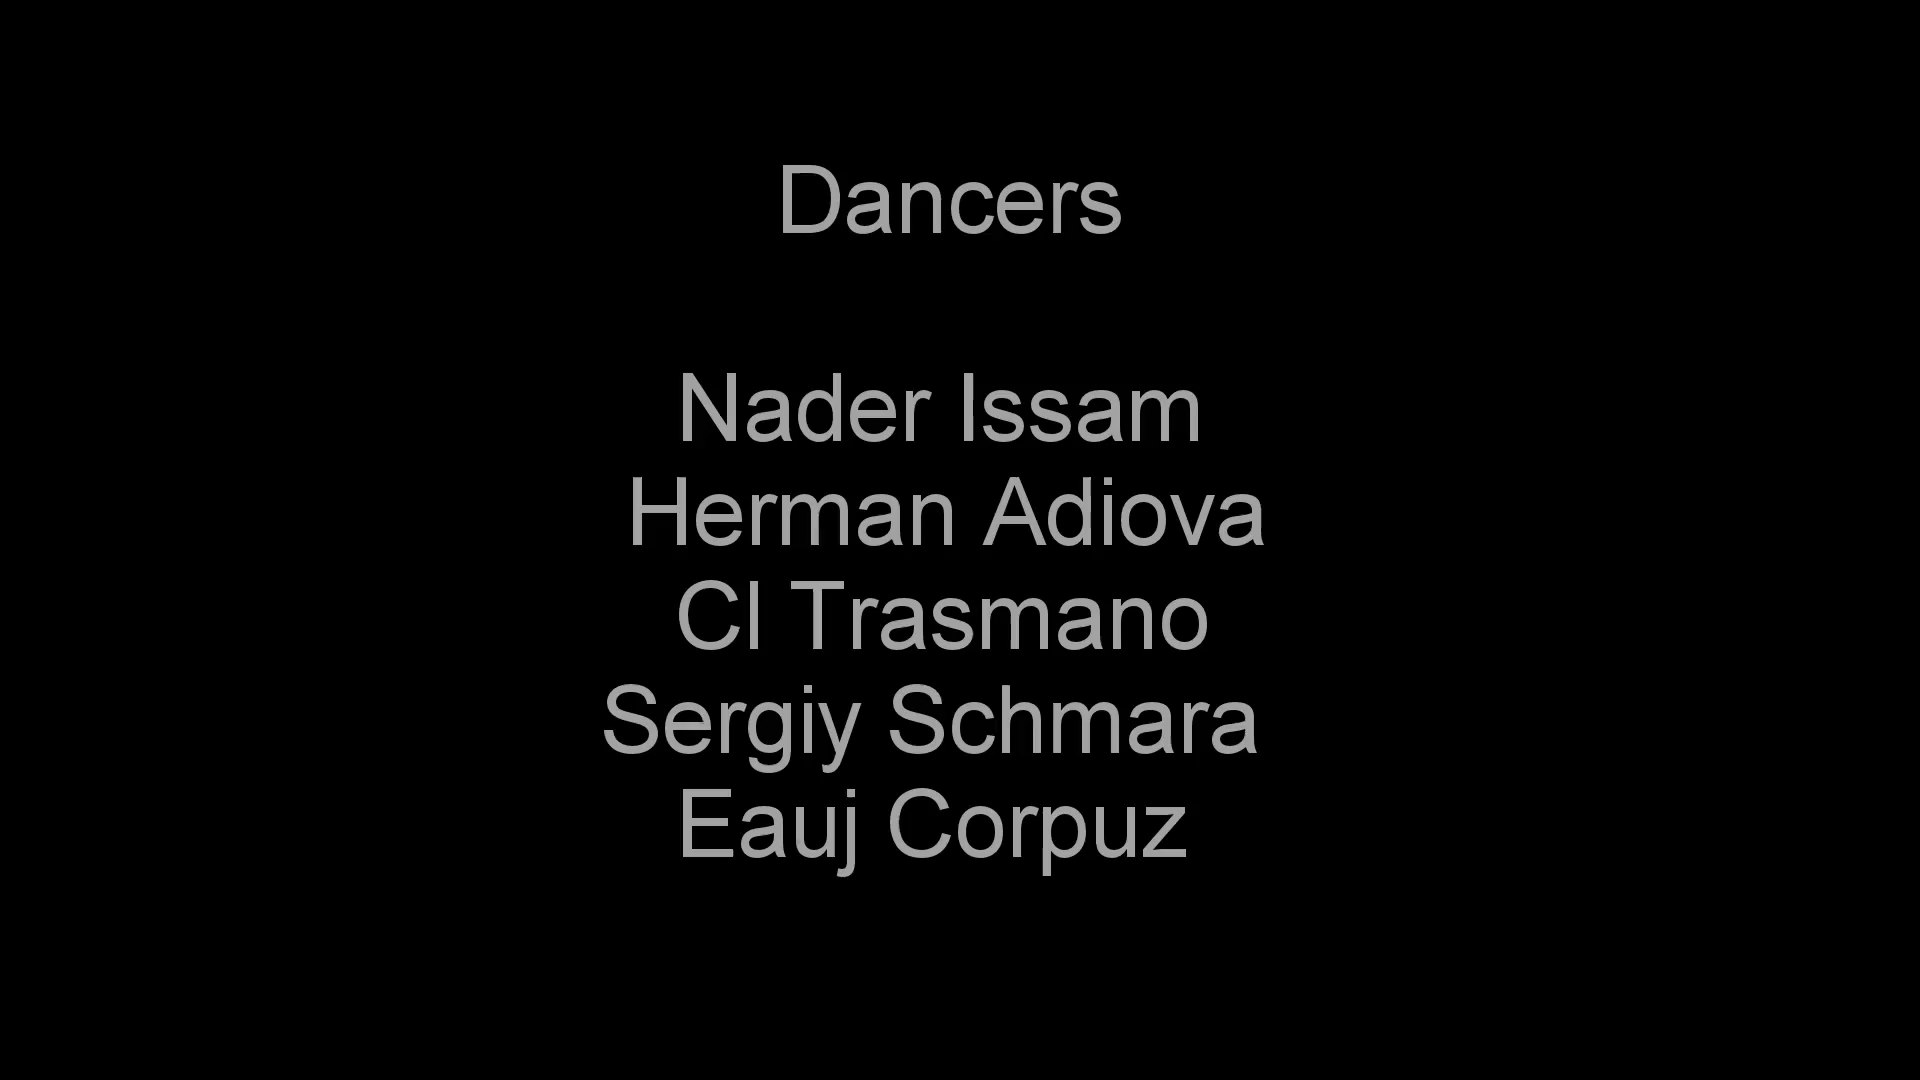 Dancers
Nader Issam
Herman Adiova
Cl Trasmano
Sergiy Schmara
Eauj Corpuz